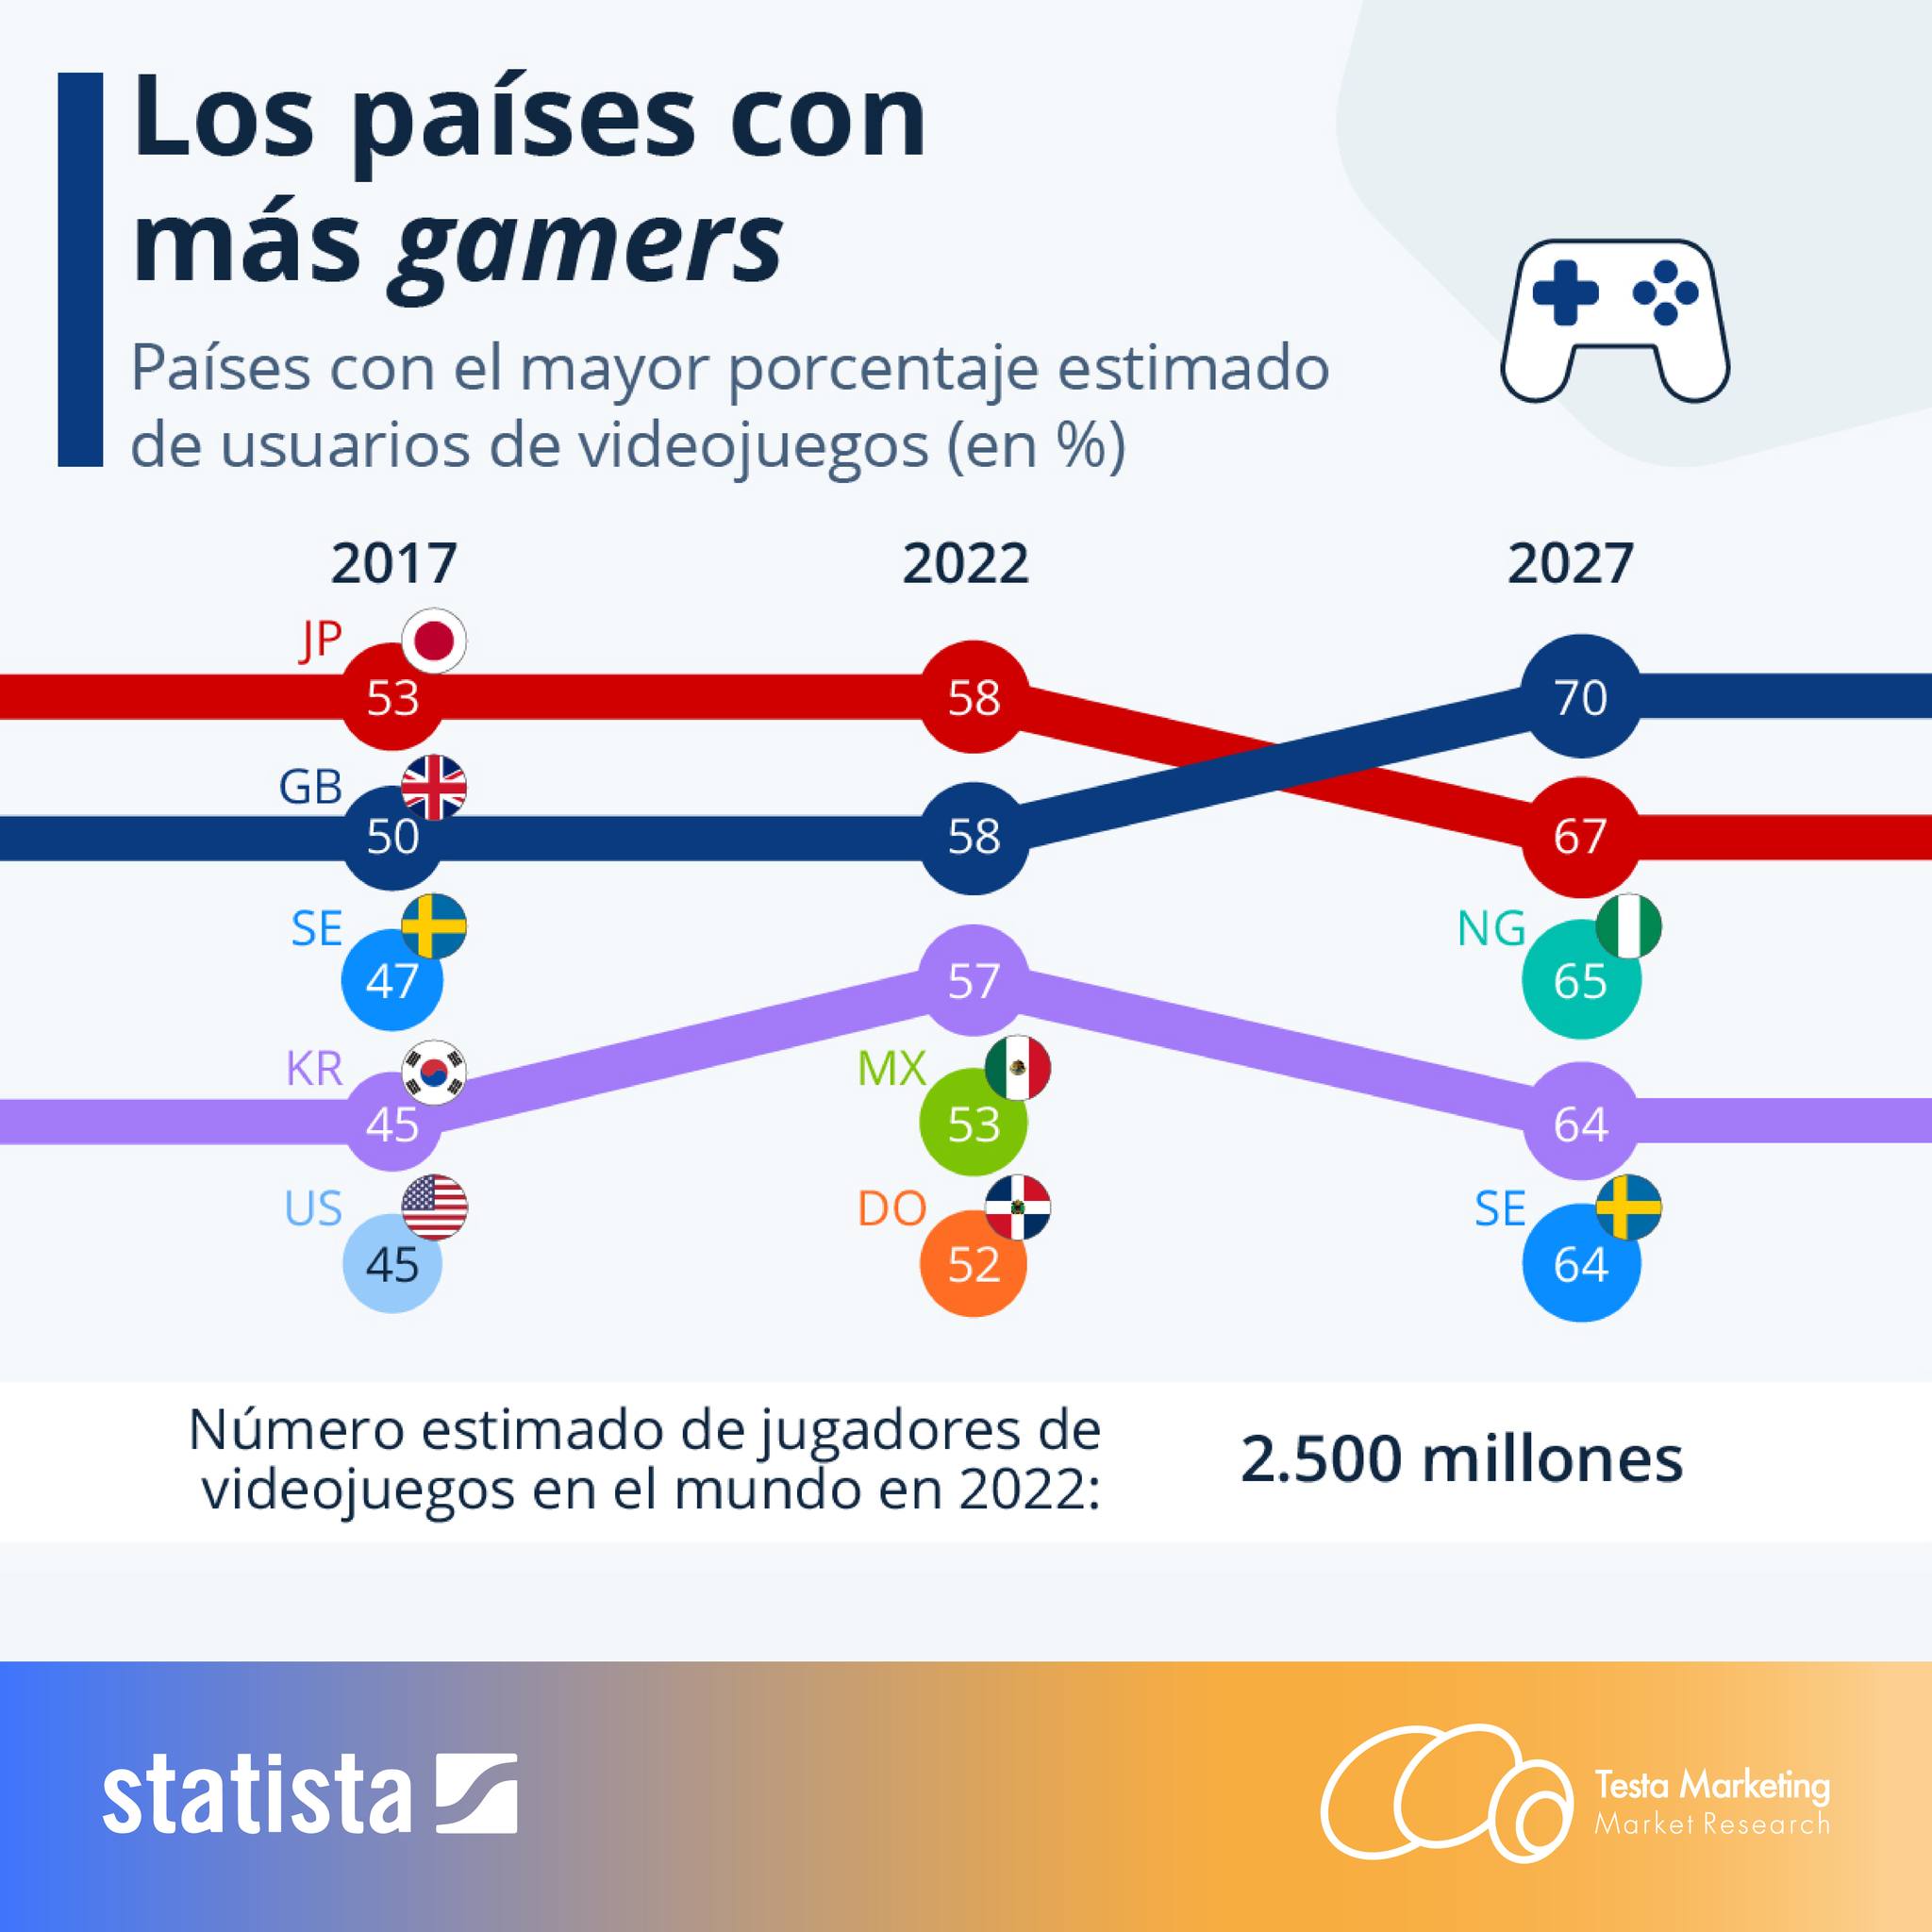 Los países con
más gamers
Países con el mayor porcentaje estimado
de usuarios de videojuegos (en %)
2017 2022 2027
JP
53 58 70
GB
50 58 67
SE NG
47 57 65
KR MX
45 53 64
US DO SE
45 52 64
Número estimado de jugadores de
videojuegos en el mundo en 2022:
2.500 millones
statista
Testa Marketing
Market Research